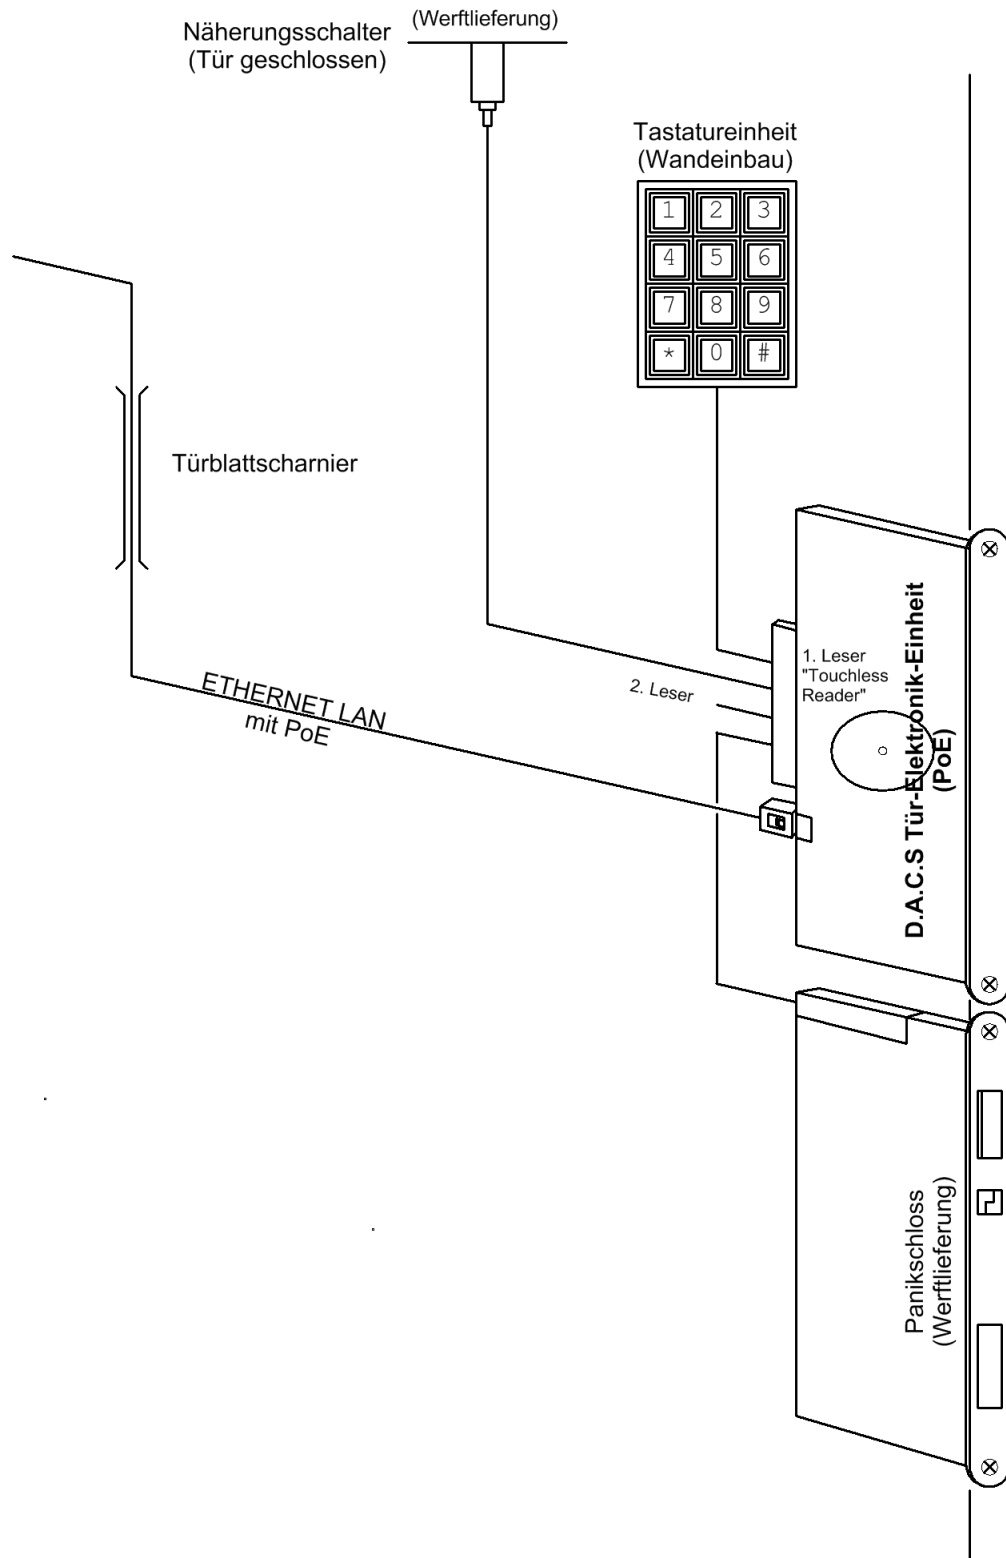 (Werftlieferung)
Näherungsschalter
(Tür geschlossen)
Tastatureinheit
(Wandeinbau)
1 2 3
4 5 6
7 8 9
* 0 #
Türblattscharnier
1. Leser
"Touchless
Reader"
2. Leser
ETHERNET LAN
mit PoE
D.A.C.S Tür-Elektronik-Einheit
(PoE)
Panikschloss
(Werftlieferung)